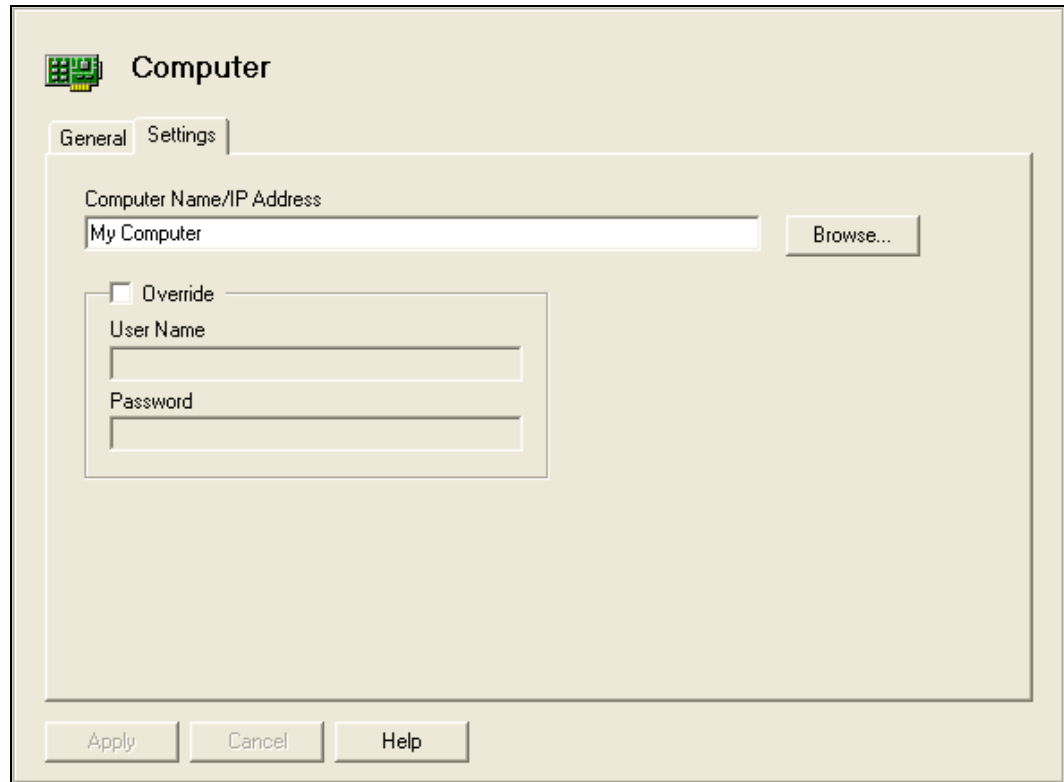 Computer
General Settings
Computer Name/IP Address
My Computer Browse...
Override
User Name
Password
Apply Cancel Help